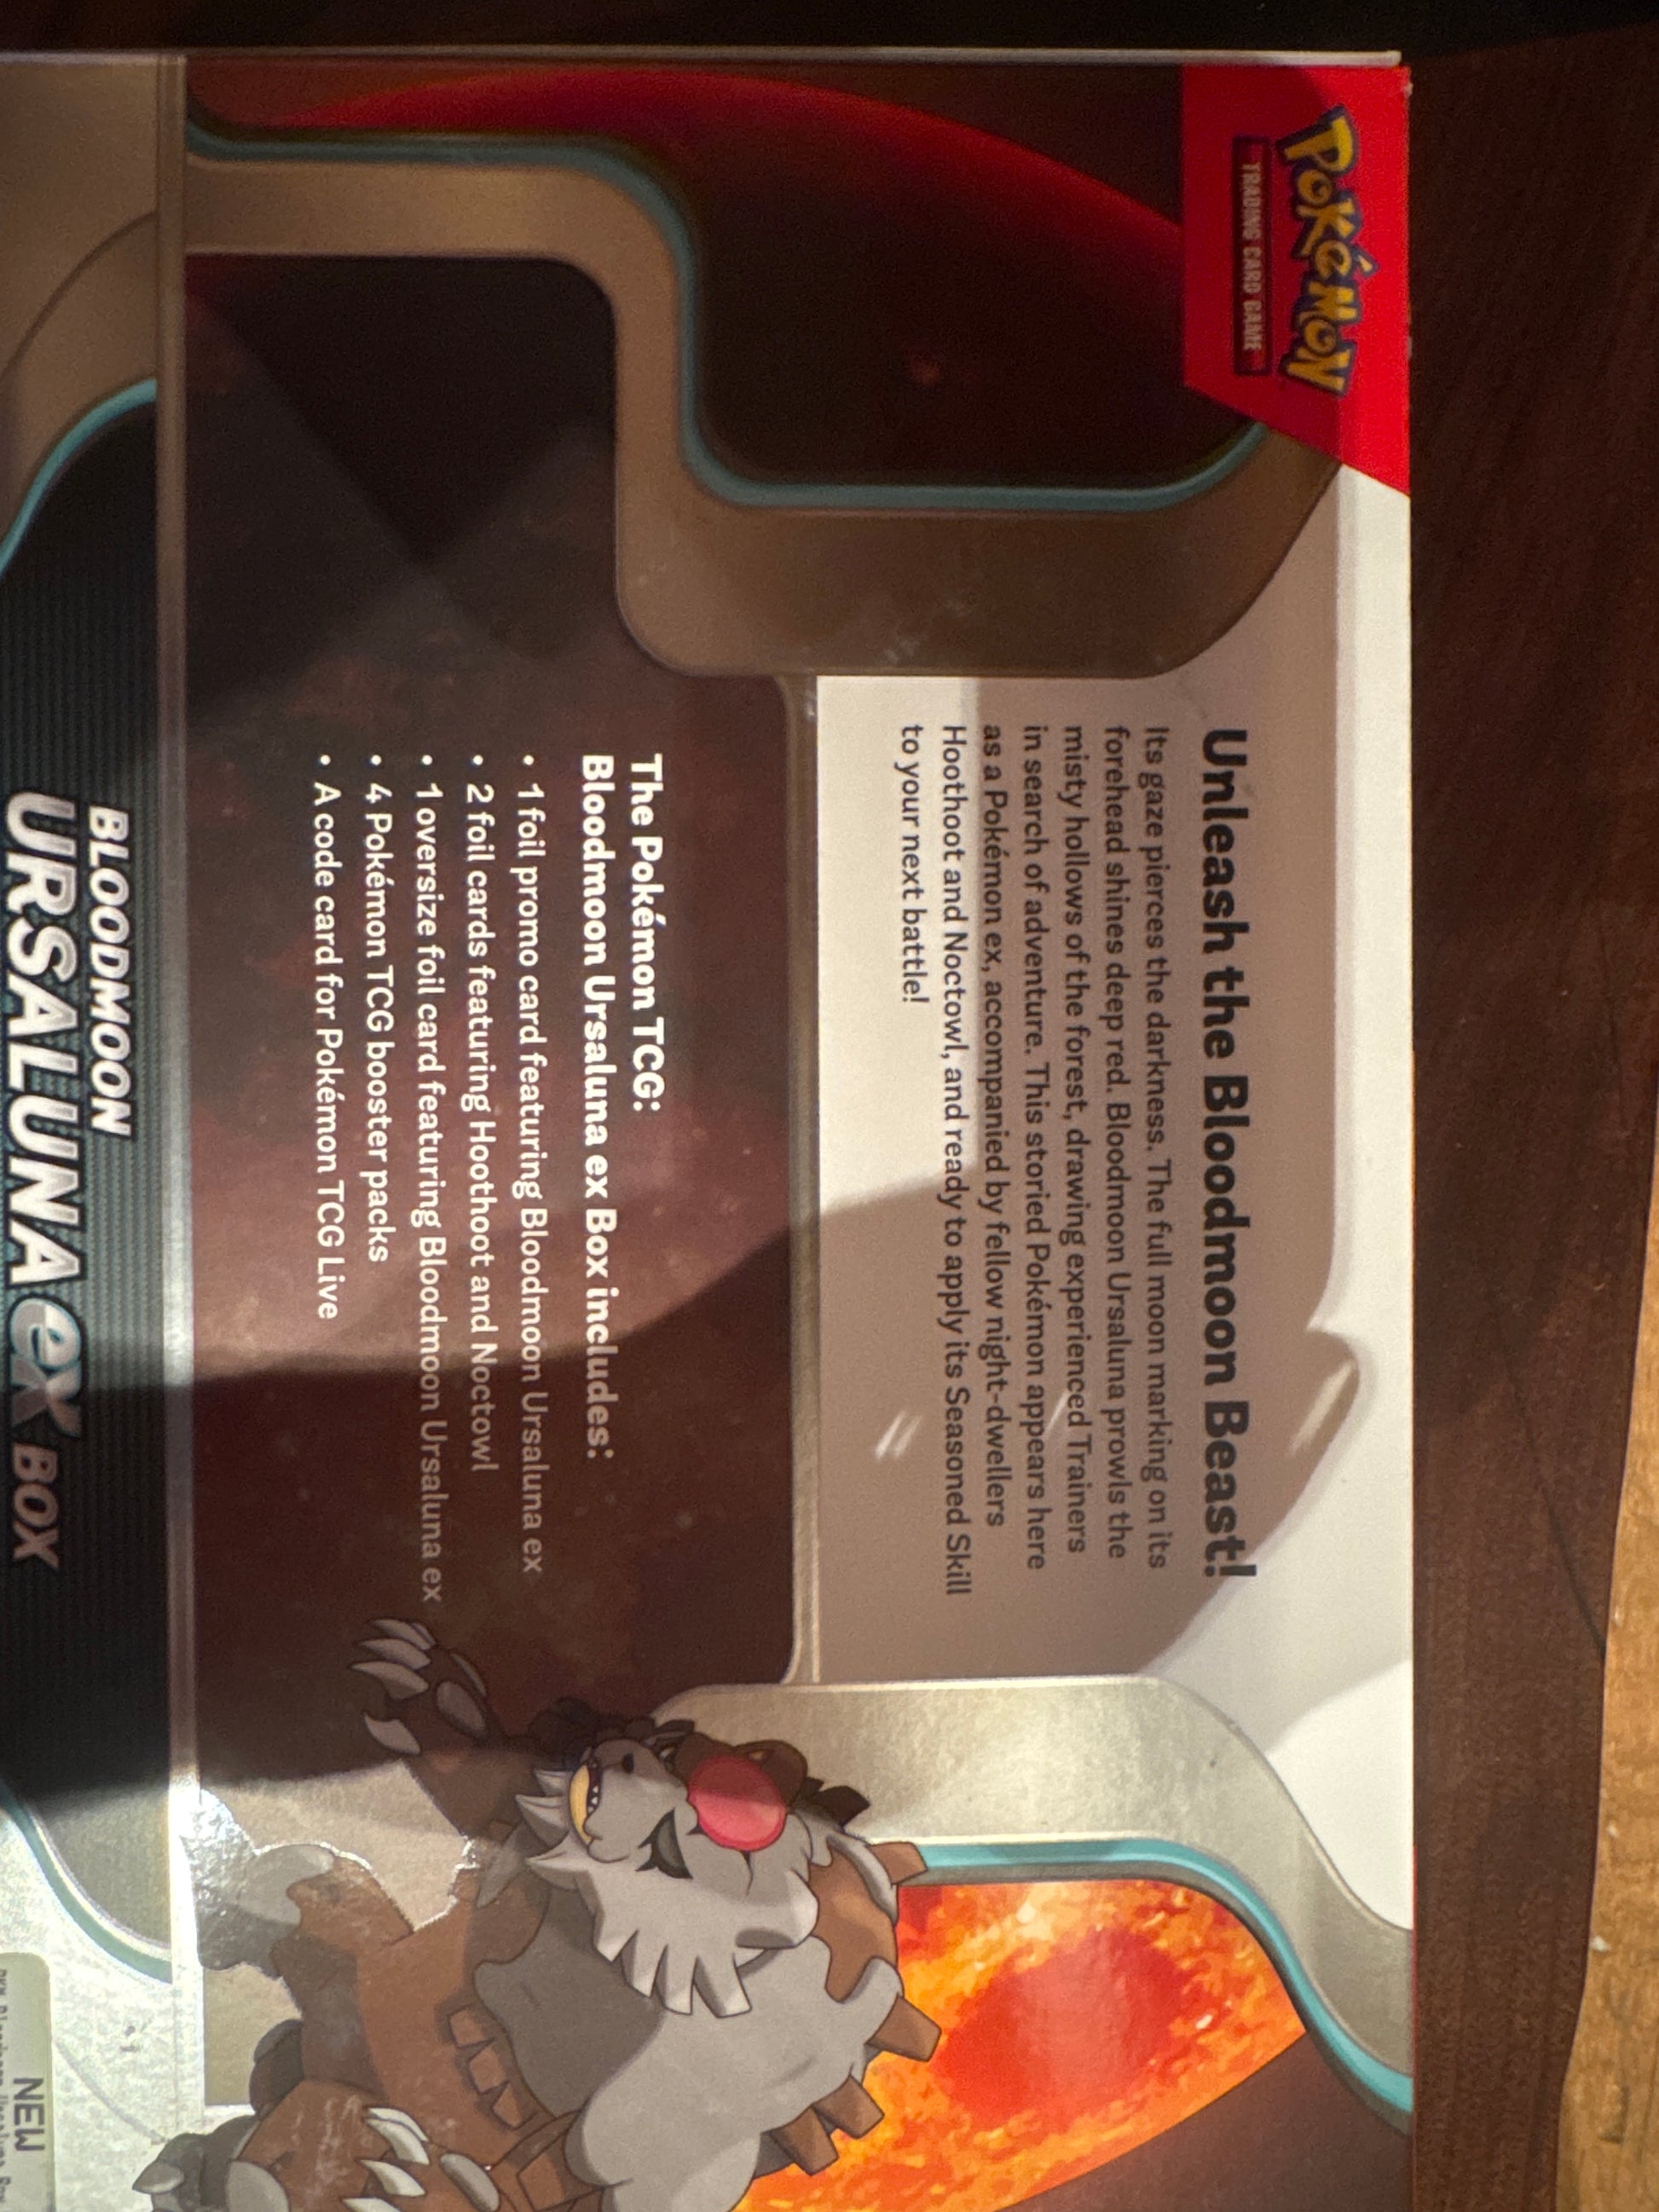 POKéMON
TRADING CARD GAME
Unleash the Bloodmoon Beast!
Its gaze pierces the darkness. The full moon marking on its
forehead shines deep red. Bloodmoon Ursaluna prowls the
misty hollows of the forest, drawing experienced Trainers
in search of adventure. This storied Pokémon appears here
as a Pokémon ex, accompanied by fellow night-dwellers
Hoothoot and Noctowl, and ready to apply its Seasoned Skill
to your next battle!
The Pokémon TCG:
Bloodmoon Ursaluna ex Box includes:
• 1 foil promo card featuring Bloodmoon Ursaluna ex
• 2 foil cards featuring Hoothoot and Noctowl
• 1 oversize foil card featuring Bloodmoon Ursaluna ex
• 4 Pokémon TCG booster packs
• A code card for Pokémon TCG Live
BLOODMOON
URSALUNA ex BOX
NEW